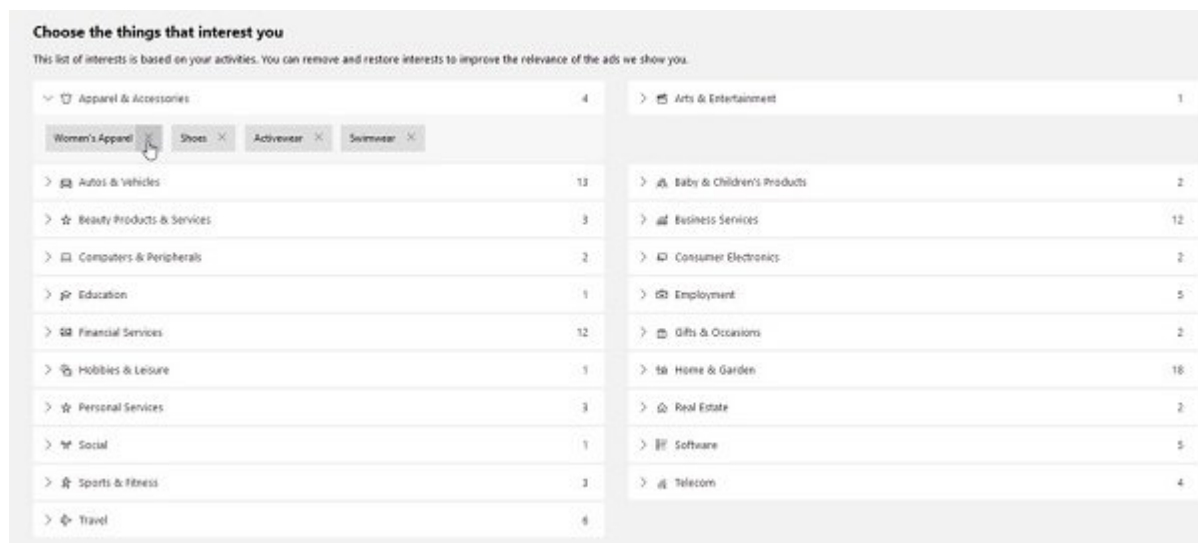 Choose the things that interest you
This list of interests is based on your activities. You can remove and restore interests to improve the relevance of the ads we show you.
Apparel & Accessories 4
Arts & Entertainment 1
Women's Apparel Shoes Activewear Swimwear
Autos & Vehicles 13
Baby & Children's Products 2
Beauty Products & Services 3
Business Services 12
Computers & Peripherals 2
Consumer Electronics 2
Education 1
Employment 5
Financial Services 12
Gifts & Occasions 2
Hobbies & Leisure 1
Home & Garden 18
Personal Services 3
Real Estate 2
Social 1
Software 5
Sports & Fitness 3
Telecom 4
Travel 6